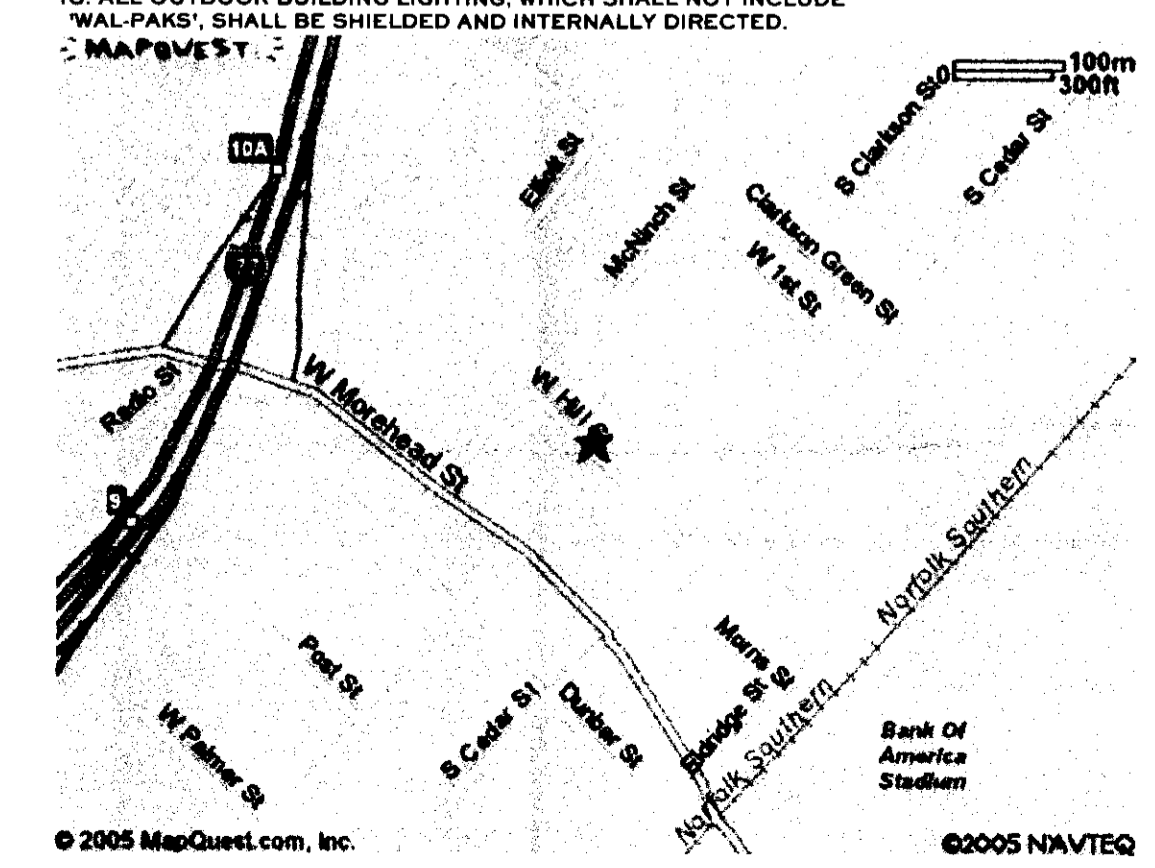 'WAL-PAKS', SHALL BE SHIELDED AND INTERNALLY DIRECTED.
MAPQUEST
100m
0
300ft
10A
Elliott St
McNinch St
S Clarkson St
S Cedar St
Clarkson Green St
W 1st St
Radio St
W Morehead St
W Hill St
9
Norfolk Southern
Post St
W Palmer St
S Cedar St
Dunbar St
Morris St
Eldridge St
Norfolk Southern
Bank Of
America
Stadium
© 2005 MapQuest.com, Inc.
©2005 NAVTEQ